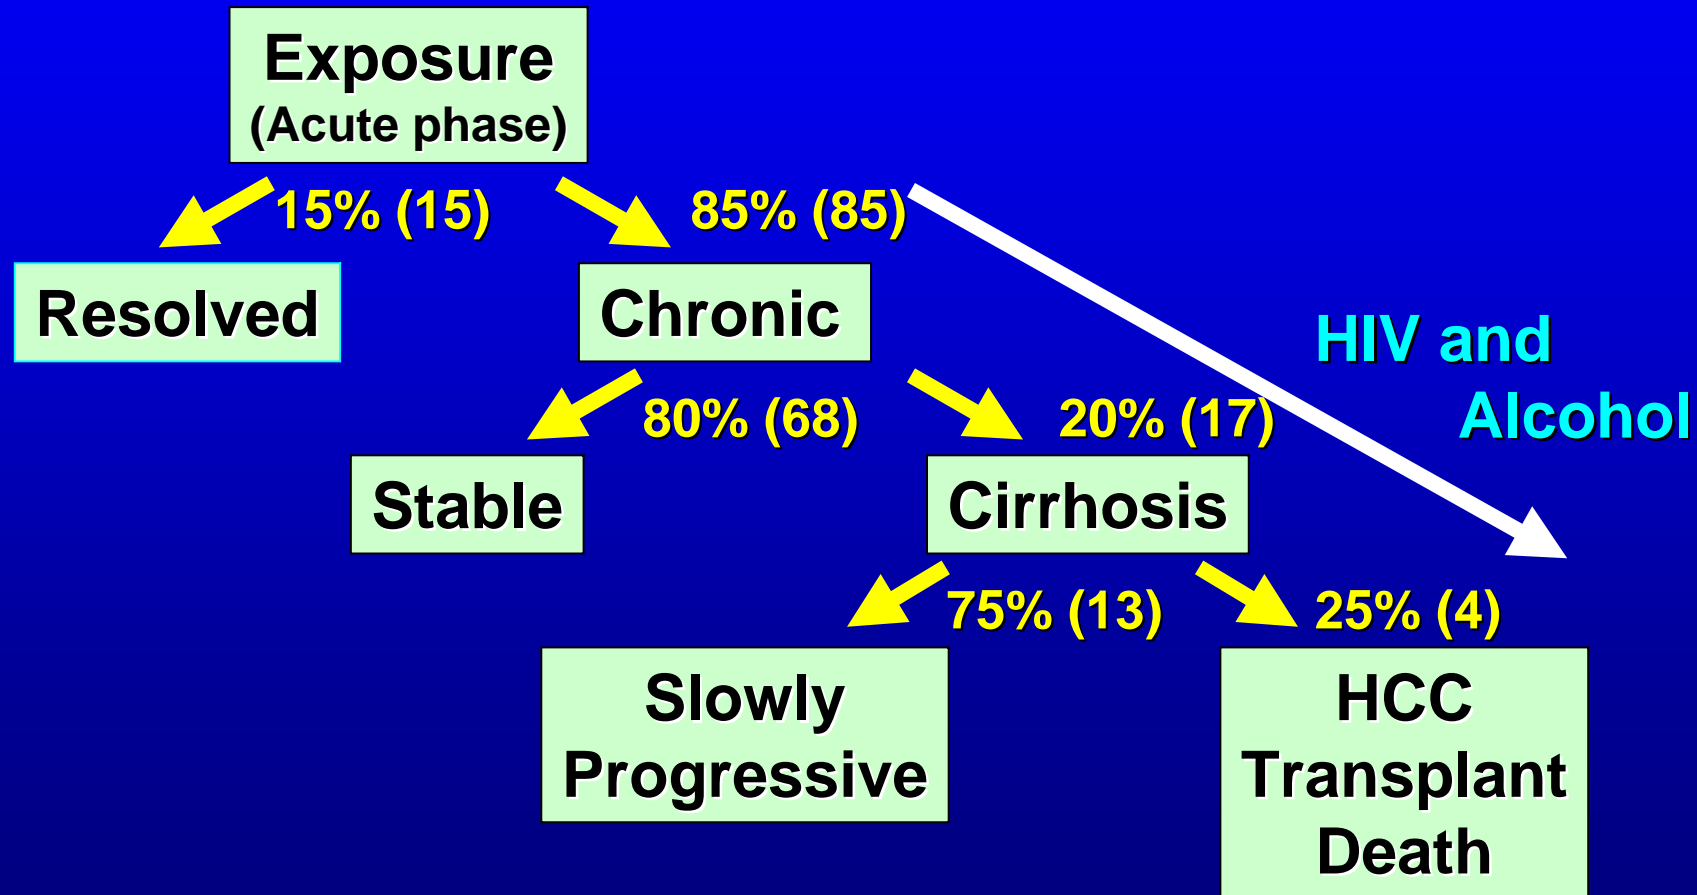 Exposure
(Acute phase)
15% (15)
85% (85)
Resolved
Chronic
HIV and
Alcohol
80% (68)
20% (17)
Stable
Cirrhosis
75% (13)
25% (4)
Slowly
Progressive
HCC
Transplant
Death